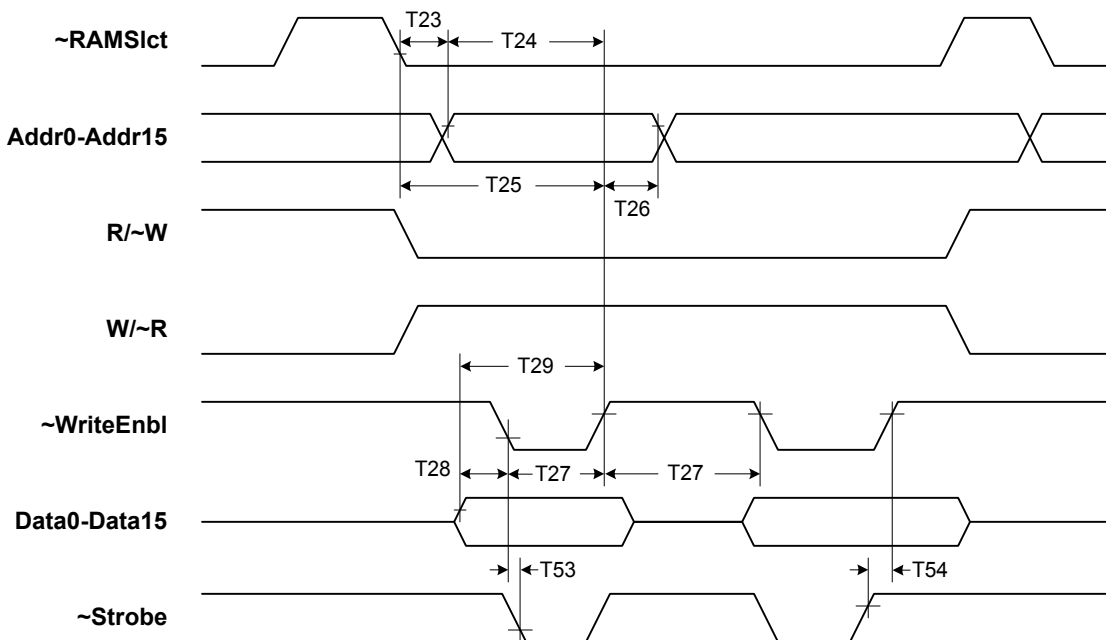 T23
~RAMSlct
T24
Addr0-Addr15
T25
T26
R/~W
W/~R
T29
~WriteEnbl
T28
T27
T27
Data0-Data15
T53
T54
~Strobe